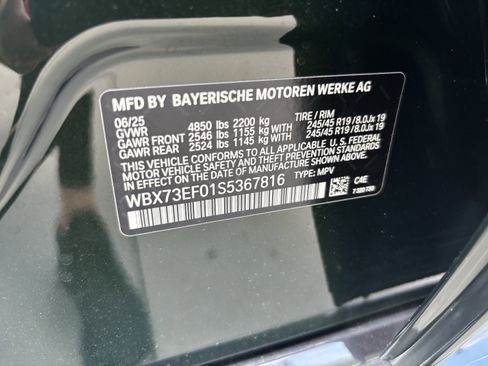 MFD BY BAYERISCHE MOTOREN WERKE AG
06/25 TIRE / RIM
GVWR 4850 lbs 2200 kg
GAWR FRONT 2546 lbs 1155 kg WITH 245/45 R19 / 8.0Jx 19
GAWR REAR 2524 lbs 1145 kg WITH 245/45 R19 / 8.0Jx 19
THIS VEHICLE CONFORMS TO ALL APPLICABLE U.S. FEDERAL
MOTOR VEHICLE SAFETY, BUMPER, AND THEFT PREVENTION
STANDARDS IN EFFECT ON THE DATE OF MANUFACTURE SHOWN ABOVE.
WBX73EF01S5367816 TYPE: MPV C4E